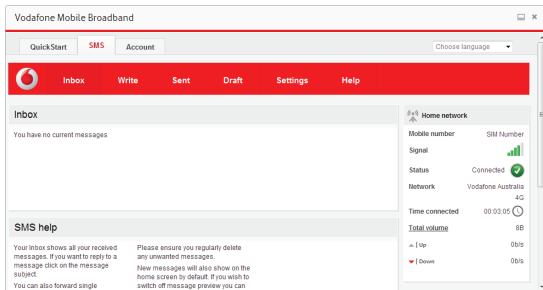 Vodafone Mobile Broadband
QuickStart SMS Account
Choose language
Inbox Write Sent Draft Settings Help
Inbox
You have no current messages
Home network
Mobile number SIM Number
Signal
Status Connected
Network Vodafone Australia
4G
Time connected 00:03:05
Total volume 8B
Up 0b/s
Down 0b/s
SMS help
Your Inbox shows all your received
messages. If you want to reply to a
message click on the message
subject.
You can also forward single
Please ensure you regularly delete
any unwanted messages.
New messages will also show on the
home screen by default. If you wish to
switch off message preview you can